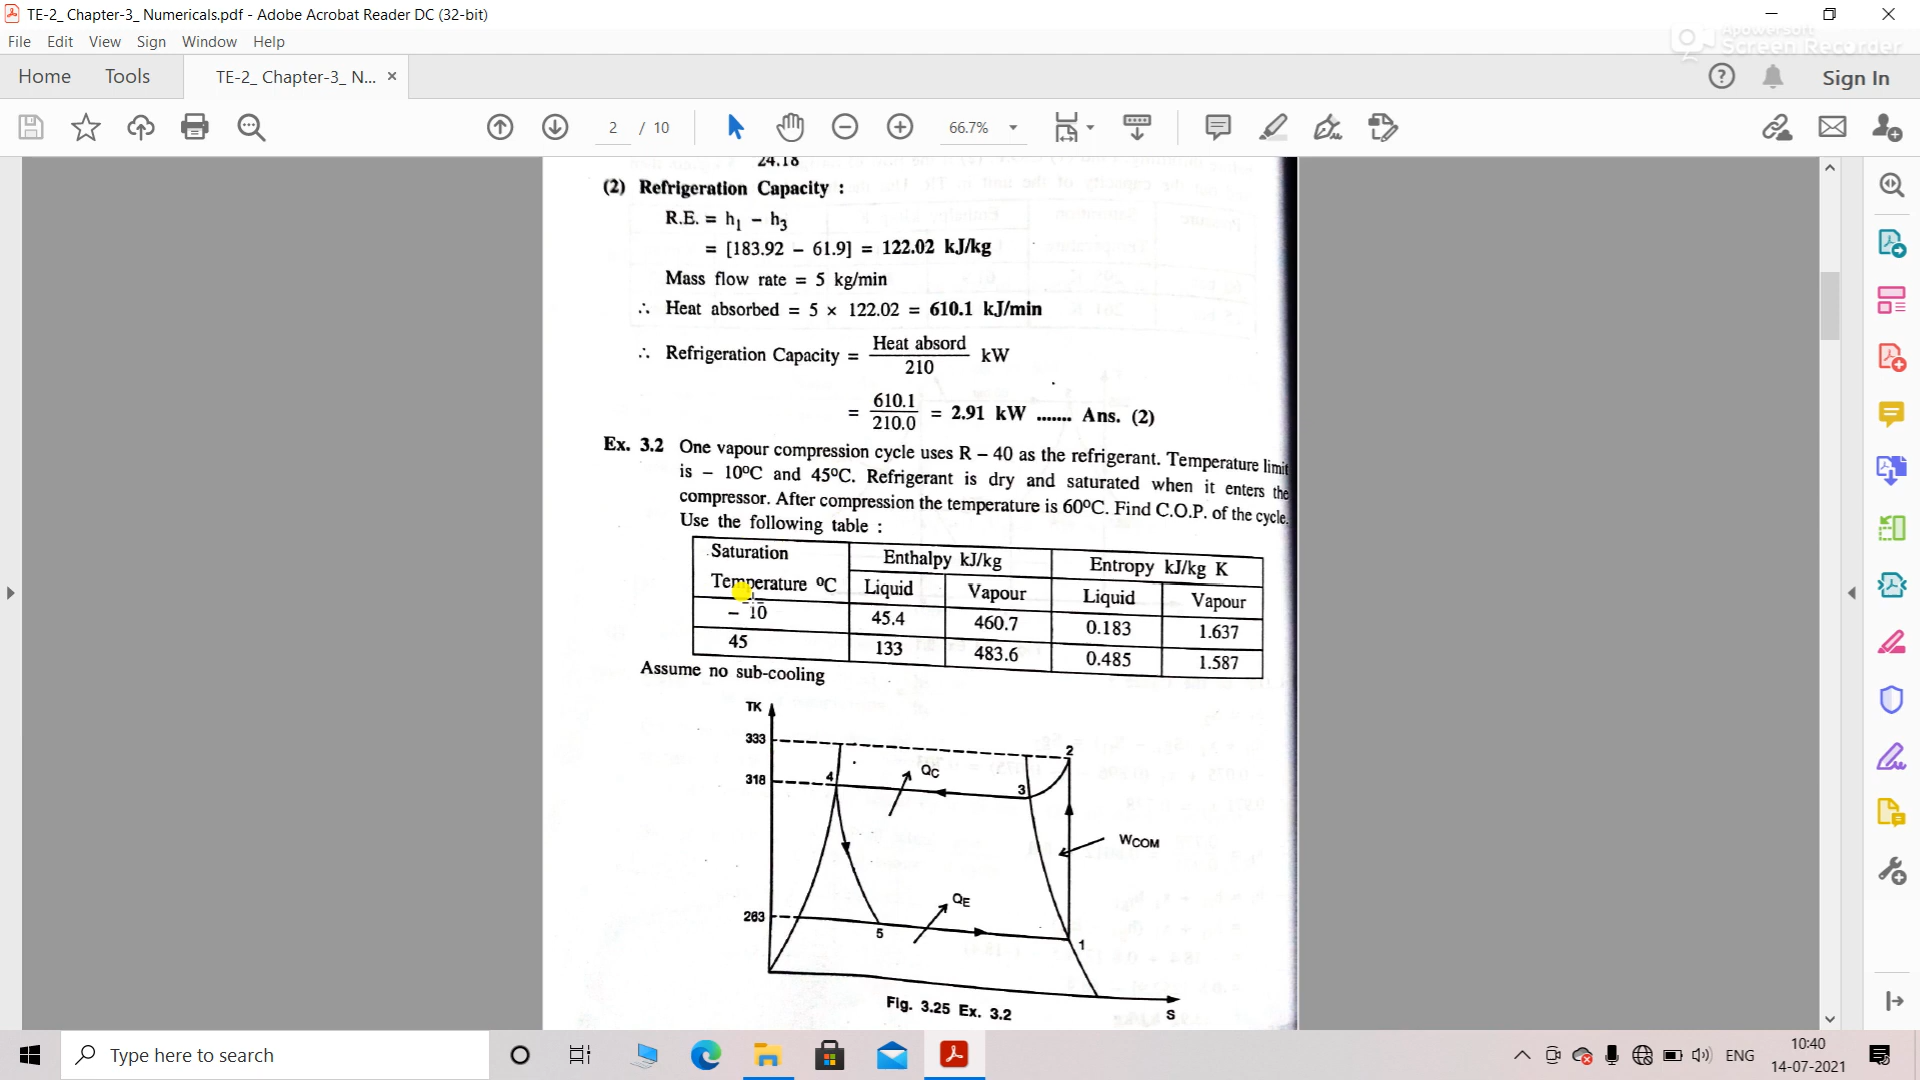 TE-2_ Chapter-3_ Numericals.pdf - Adobe Acrobat Reader DC (32-bit)
File Edit View Sign Window Help
Apowersoft
Screen Recorder
Home Tools TE-2_ Chapter-3_ N... × Sign In
2 / 10 66.7%
24.18
(2) Refrigeration Capacity :
R.E. = h₁ − h₃
= [183.92 − 61.9] = 122.02 kJ/kg
Mass flow rate = 5 kg/min
∴ Heat absorbed = 5 × 122.02 = 610.1 kJ/min
∴ Refrigeration Capacity = Heat absord / 210 kW
= 610.1 / 210.0 = 2.91 kW ....... Ans. (2)
Ex. 3.2 One vapour compression cycle uses R − 40 as the refrigerant. Temperature limit
is − 10⁰C and 45⁰C. Refrigerant is dry and saturated when it enters the
compressor. After compression the temperature is 60⁰C. Find C.O.P. of the cycle.
Use the following table :
Saturation Enthalpy kJ/kg Entropy kJ/kg K
Temperature ⁰C Liquid Vapour Liquid Vapour
− 10 45.4 460.7 0.183 1.637
45 133 483.6 0.485 1.587
Assume no sub-cooling
TK
333 2
318 4 QC 3
WCOM
QE
263 5 1
Fig. 3.25 Ex. 3.2 S
Type here to search
ENG
10:40
14-07-2021